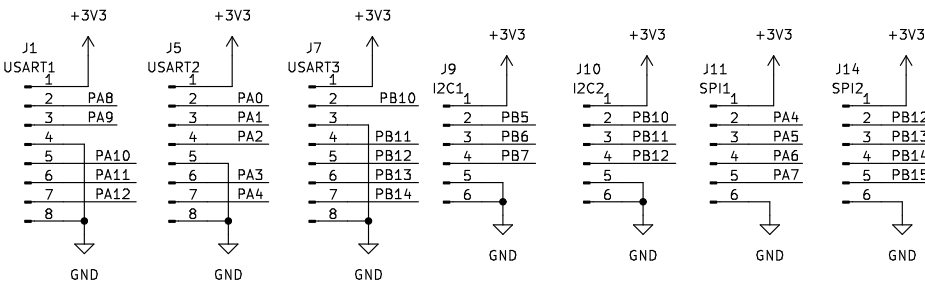 +3V3
J1
USART1
1
2 PA8
3 PA9
4
5 PA10
6 PA11
7 PA12
8
GND
+3V3
J5
USART2
1
2 PA0
3 PA1
4 PA2
5
6 PA3
7 PA4
8
GND
+3V3
J7
USART3
1
2 PB10
3
4 PB11
5 PB12
6 PB13
7 PB14
8
GND
+3V3
J9
I2C1
1
2 PB5
3 PB6
4 PB7
5
6
GND
+3V3
J10
I2C2
1
2 PB10
3 PB11
4 PB12
5
6
GND
+3V3
J11
SPI1
1
2 PA4
3 PA5
4 PA6
5 PA7
6
GND
+3V3
J14
SPI2
1
2 PB12
3 PB13
4 PB14
5 PB15
6
GND